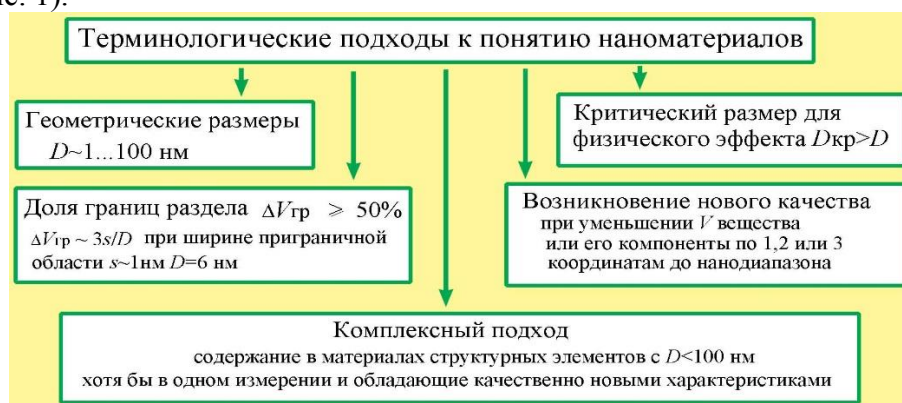 ис. 1).
Терминологические подходы к понятию наноматериалов
Геометрические размеры
D~1...100 нм
Критический размер для
физического эффекта Dкр>D
Доля границ раздела ΔVгр ⩾ 50%
ΔVгр ~ 3s/D при ширине приграничной
области s~1нм D=6 нм
Возникновение нового качества
при уменьшении V вещества
или его компоненты по 1,2 или 3
координатам до нанодиапазона
Комплексный подход
содержание в материалах структурных элементов с D<100 нм
хотя бы в одном измерении и обладающие качественно новыми характеристиками